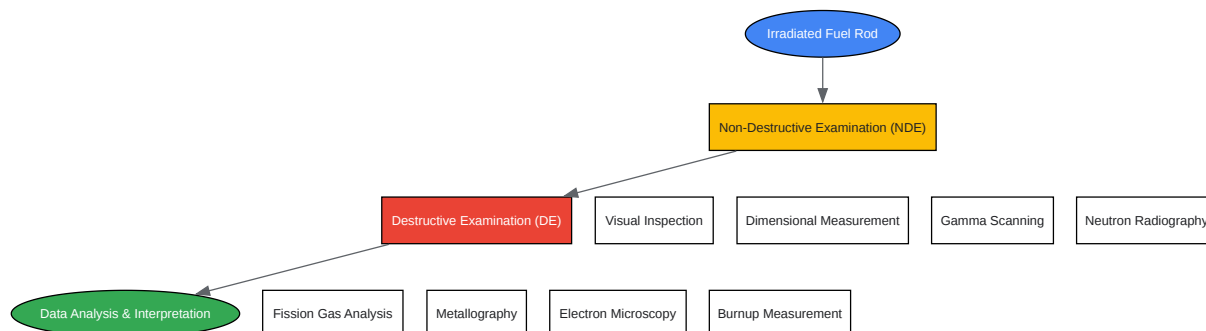 Irradiated Fuel Rod
Non-Destructive Examination (NDE)
Destructive Examination (DE)
Visual Inspection
Dimensional Measurement
Gamma Scanning
Neutron Radiography
Data Analysis & Interpretation
Fission Gas Analysis
Metallography
Electron Microscopy
Burnup Measurement